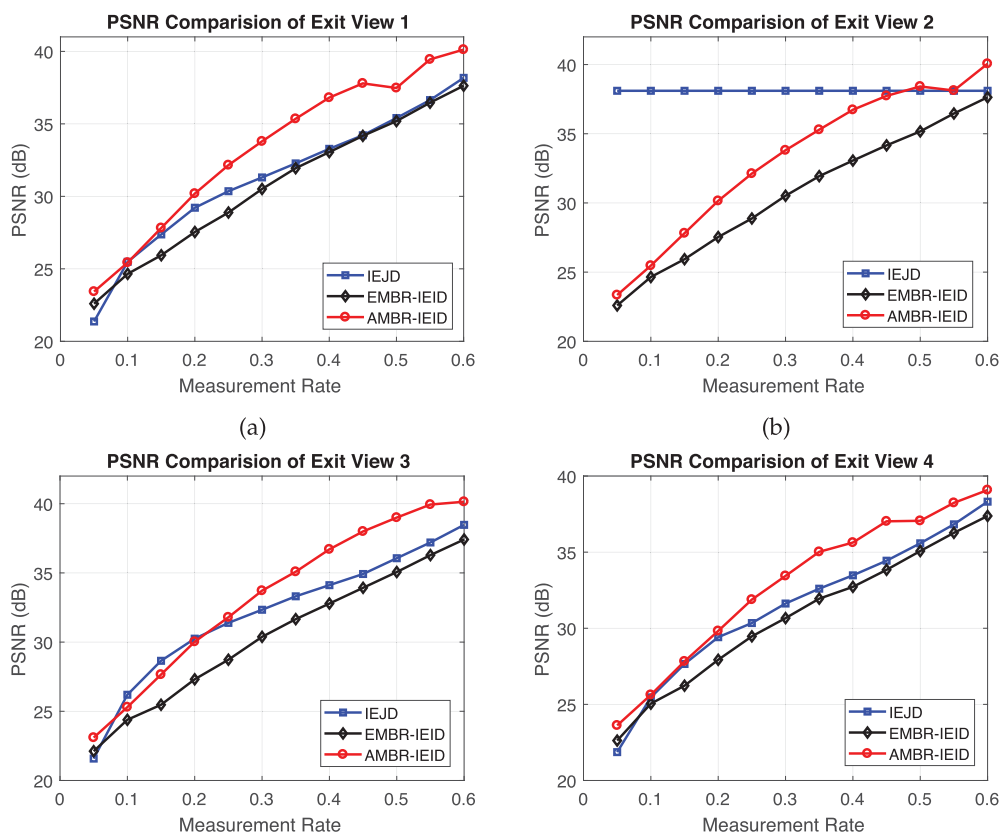 PSNR Comparision of Exit View 1
40
35
30
25
20
PSNR (dB)
0 0.1 0.2 0.3 0.4 0.5 0.6
Measurement Rate
IEJD
EMBR-IEID
AMBR-IEID
(a)
PSNR Comparision of Exit View 2
40
35
30
25
20
PSNR (dB)
0 0.1 0.2 0.3 0.4 0.5 0.6
Measurement Rate
IEJD
EMBR-IEID
AMBR-IEID
(b)
PSNR Comparision of Exit View 3
40
35
30
25
20
PSNR (dB)
0 0.1 0.2 0.3 0.4 0.5 0.6
Measurement Rate
IEJD
EMBR-IEID
AMBR-IEID
PSNR Comparision of Exit View 4
40
35
30
25
20
PSNR (dB)
0 0.1 0.2 0.3 0.4 0.5 0.6
Measurement Rate
IEJD
EMBR-IEID
AMBR-IEID